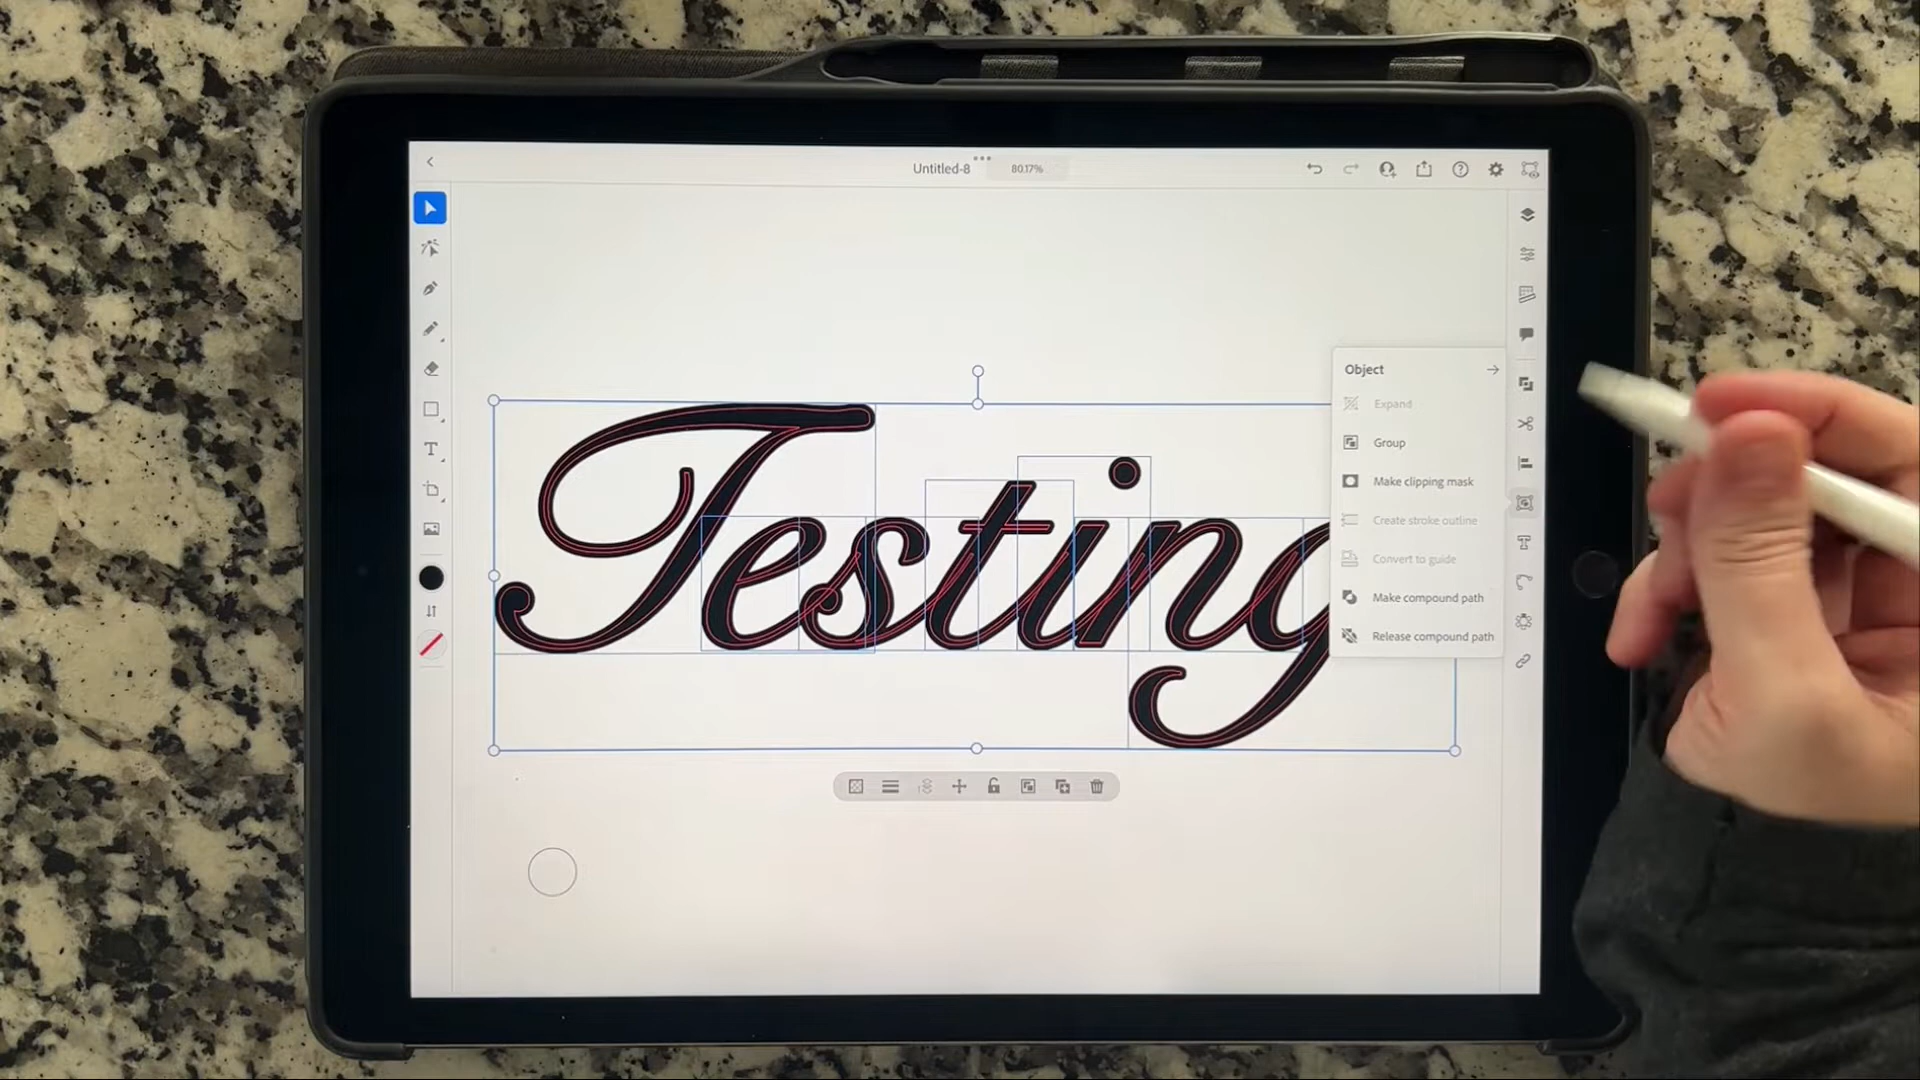 Untitled-8
80.17%
Object
Expand
Group
Make clipping mask
Create stroke outline
Convert to guide
Make compound path
Release compound path
Testing